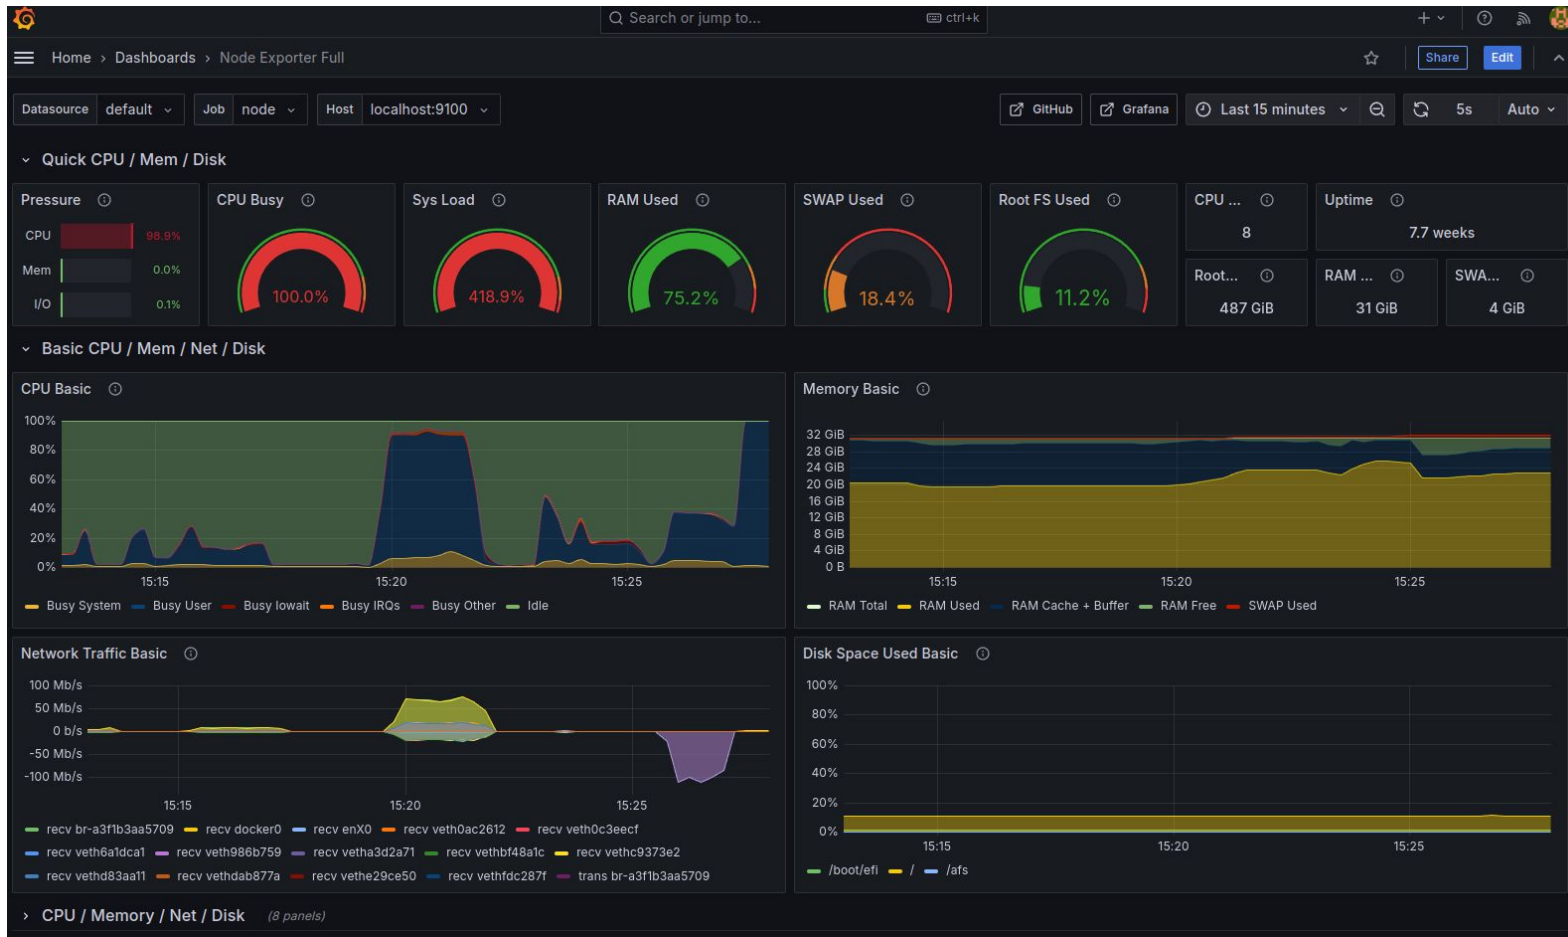 Search or jump to... ctrl+k
Home › Dashboards › Node Exporter Full
Share Edit
Datasource default Job node Host localhost:9100 GitHub Grafana Last 15 minutes 5s Auto
Quick CPU / Mem / Disk
Pressure CPU Busy Sys Load RAM Used SWAP Used Root FS Used CPU ... Uptime
CPU 98.9% 8 7.7 weeks
Mem 0.0%
Root... RAM ... SWA...
I/O 0.1% 100.0% 418.9% 75.2% 18.4% 11.2% 487 GiB 31 GiB 4 GiB
Basic CPU / Mem / Net / Disk
CPU Basic
100%
80%
60%
40%
20%
0%
15:15 15:20 15:25
Busy System Busy User Busy Iowait Busy IRQs Busy Other Idle
Memory Basic
32 GiB
28 GiB
24 GiB
20 GiB
16 GiB
12 GiB
8 GiB
4 GiB
0 B
15:15 15:20 15:25
RAM Total RAM Used RAM Cache + Buffer RAM Free SWAP Used
Network Traffic Basic
100 Mb/s
50 Mb/s
0 b/s
-50 Mb/s
-100 Mb/s
15:15 15:20 15:25
recv br-a3f1b3aa5709 recv docker0 recv enX0 recv veth0ac2612 recv veth0c3eecf
recv veth6a1dca1 recv veth986b759 recv vetha3d2a71 recv vethbf48a1c recv vethc9373e2
recv vethd83aa11 recv vethdab877a recv vethe29ce50 recv vethfdc287f trans br-a3f1b3aa5709
Disk Space Used Basic
100%
80%
60%
40%
20%
0%
15:15 15:20 15:25
/boot/efi / /afs
CPU / Memory / Net / Disk (8 panels)